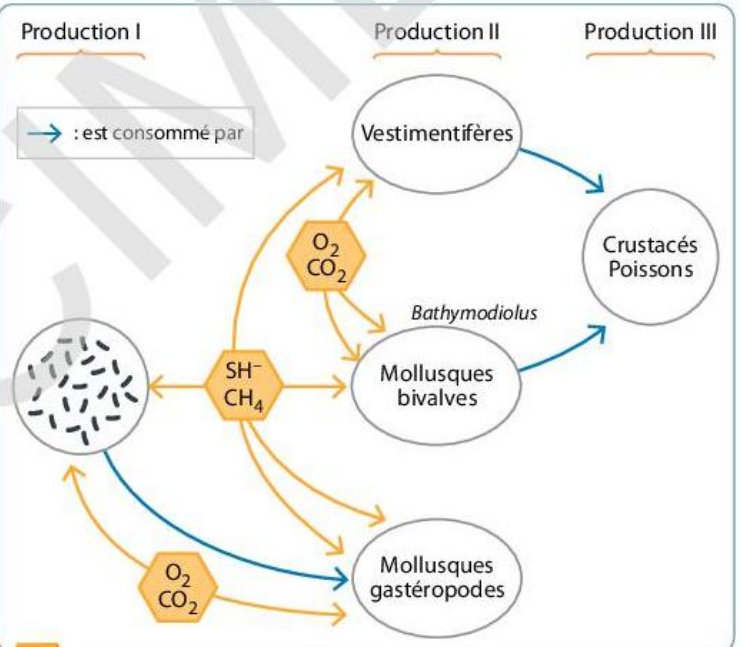 Production I
Production II
Production III
: est consommé par
Vestimentifères
O₂
CO₂
Crustacés
Poissons
Bathymodiolus
SH⁻
CH₄
Mollusques
bivalves
O₂
CO₂
Mollusques
gastéropodes